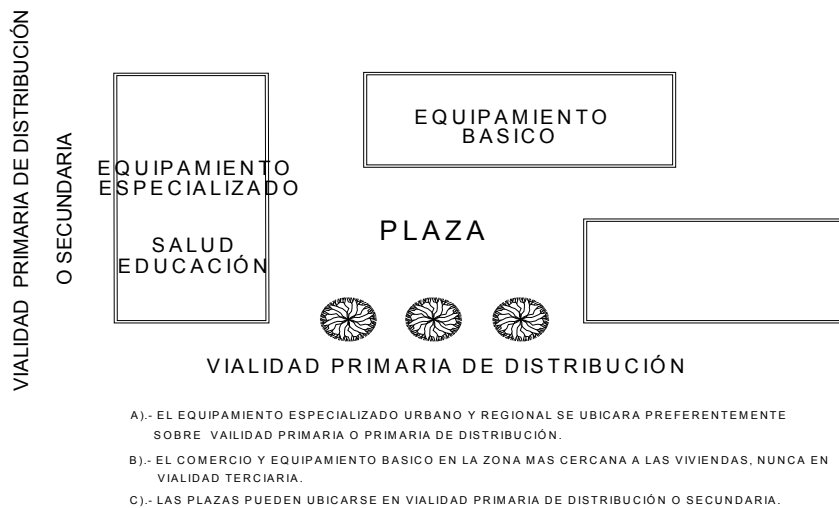 VIALIDAD PRIMARIA DE DISTRIBUCIÓN
O SECUNDARIA
EQUIPAMIENTO
ESPECIALIZADO
SALUD
EDUCACIÓN
EQUIPAMIENTO
BASICO
PLAZA
VIALIDAD PRIMARIA DE DISTRIBUCIÓN
A).- EL EQUIPAMIENTO ESPECIALIZADO URBANO Y REGIONAL SE UBICARA PREFERENTEMENTE
SOBRE VAILIDAD PRIMARIA O PRIMARIA DE DISTRIBUCIÓN.
B).- EL COMERCIO Y EQUIPAMIENTO BASICO EN LA ZONA MAS CERCANA A LAS VIVIENDAS, NUNCA EN
VIALIDAD TERCIARIA.
C).- LAS PLAZAS PUEDEN UBICARSE EN VIALIDAD PRIMARIA DE DISTRIBUCIÓN O SECUNDARIA.